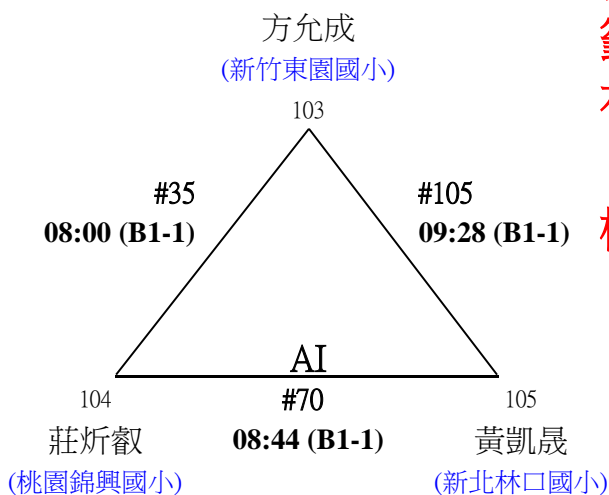 方允成
(新竹東園國小)
103
#35
08:00 (B1-1)
#105
09:28 (B1-1)
AI
104
#70
105
莊炘叡
08:44 (B1-1)
黃凱晟
(桃園錦興國小)
(新北林口國小)